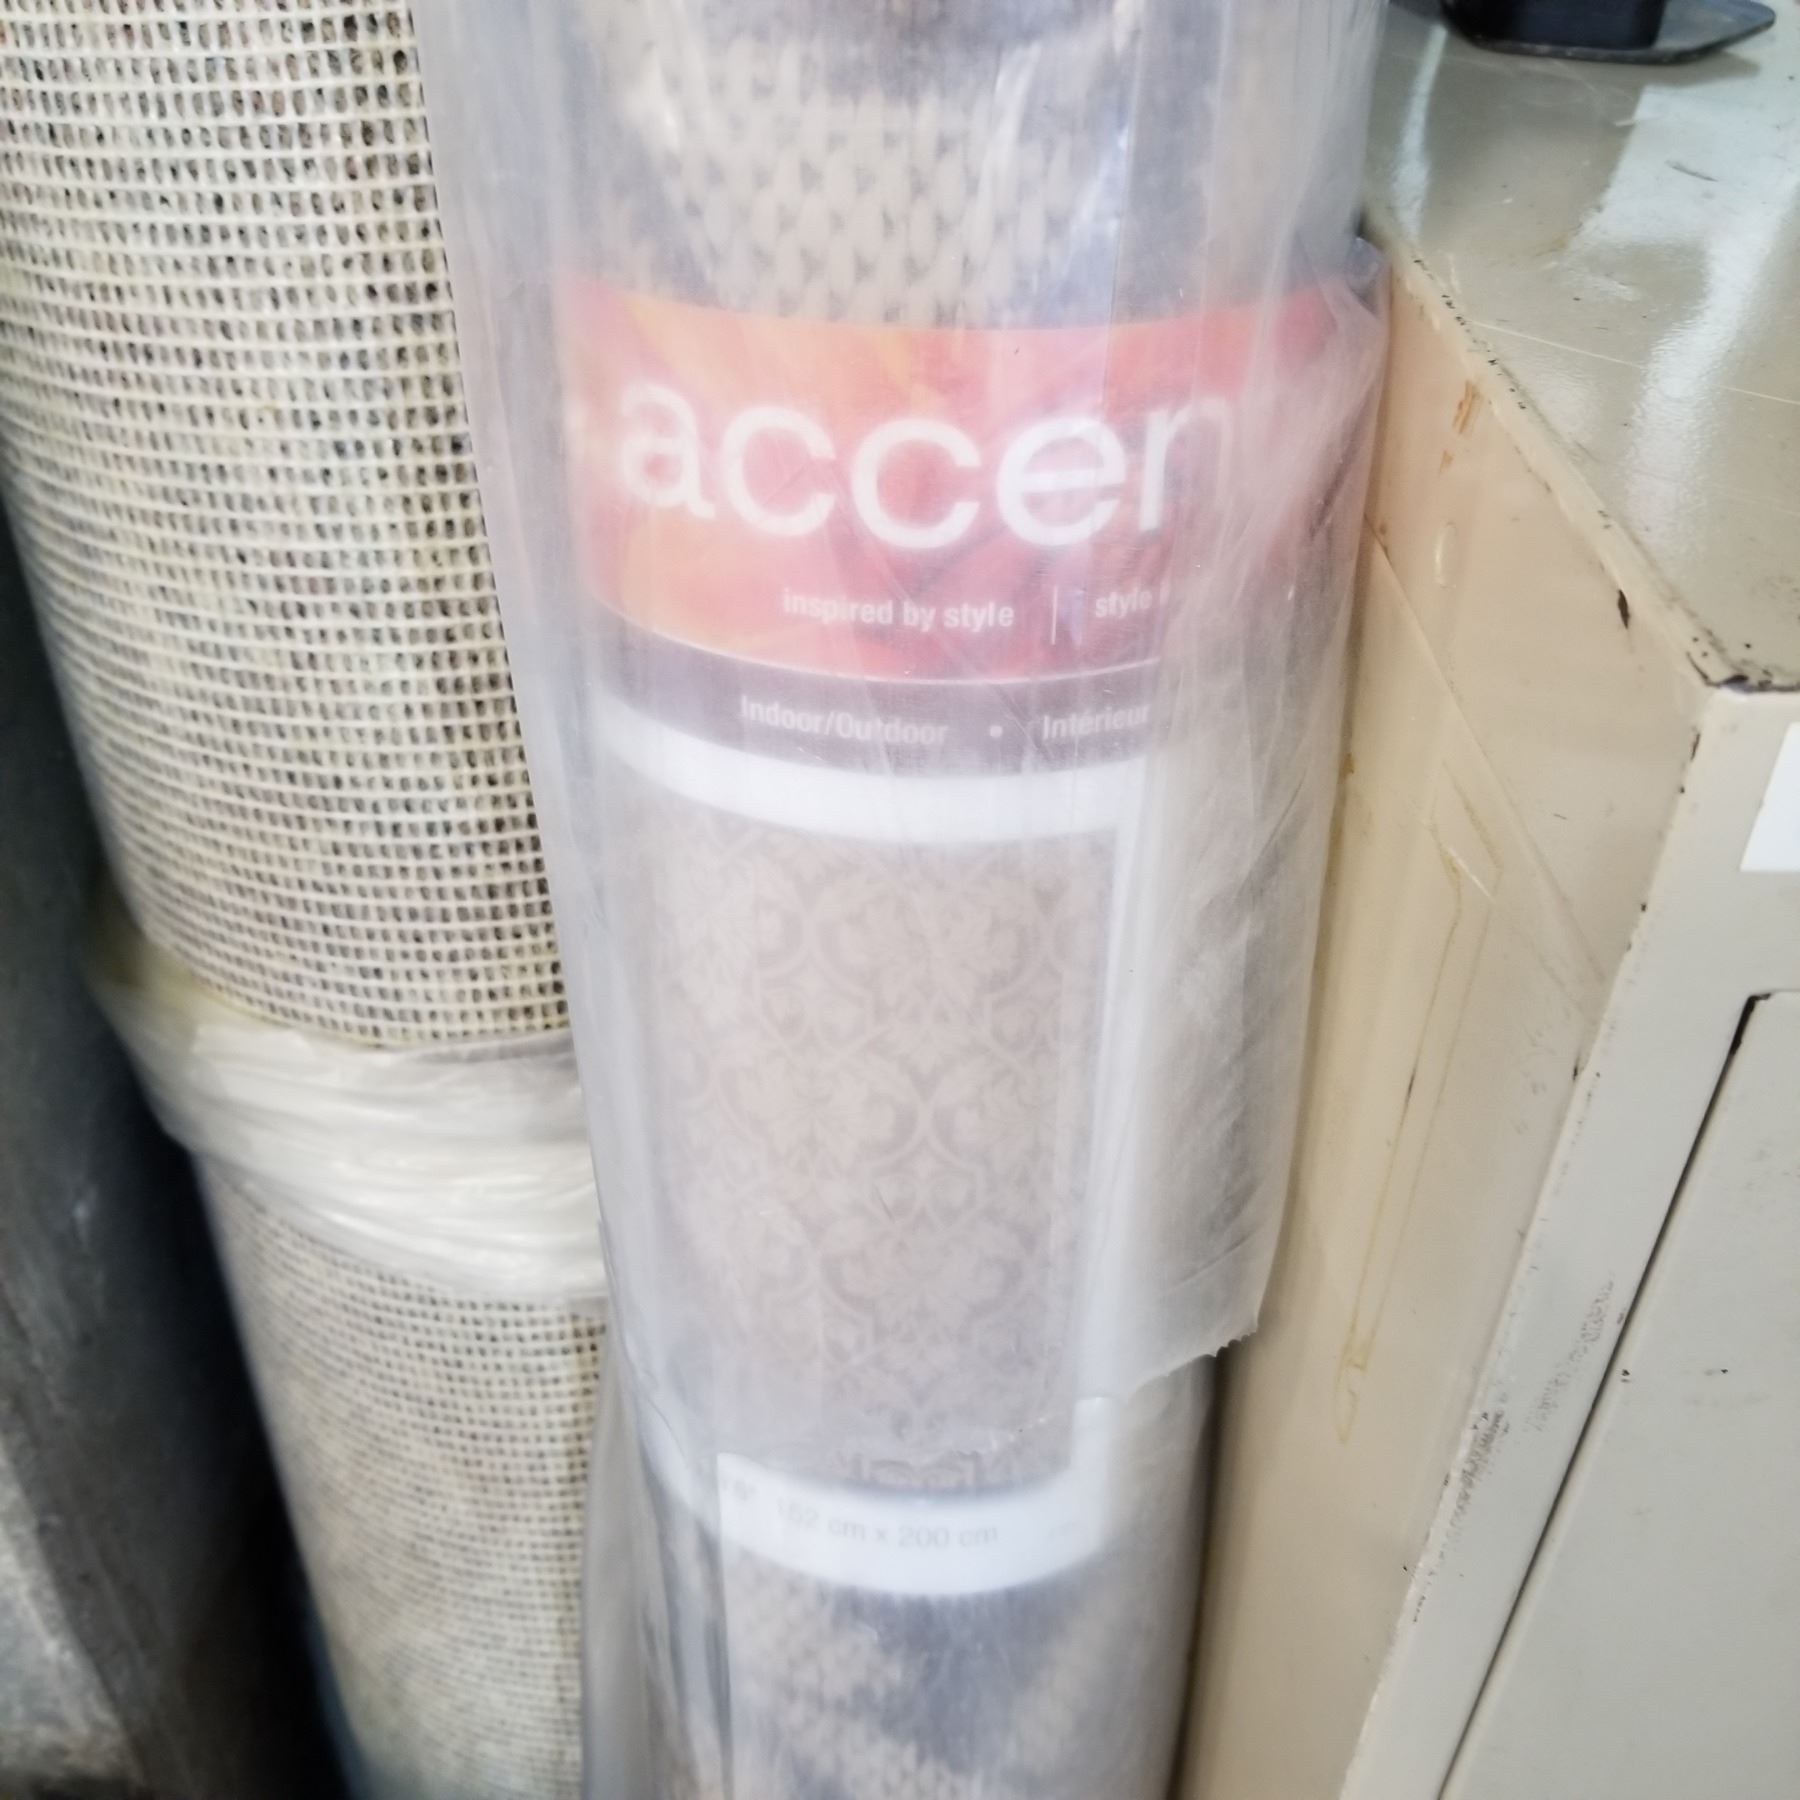 accen
inspired by style | style
Indoor/Outdoor • Intérieur
152 cm x 200 cm